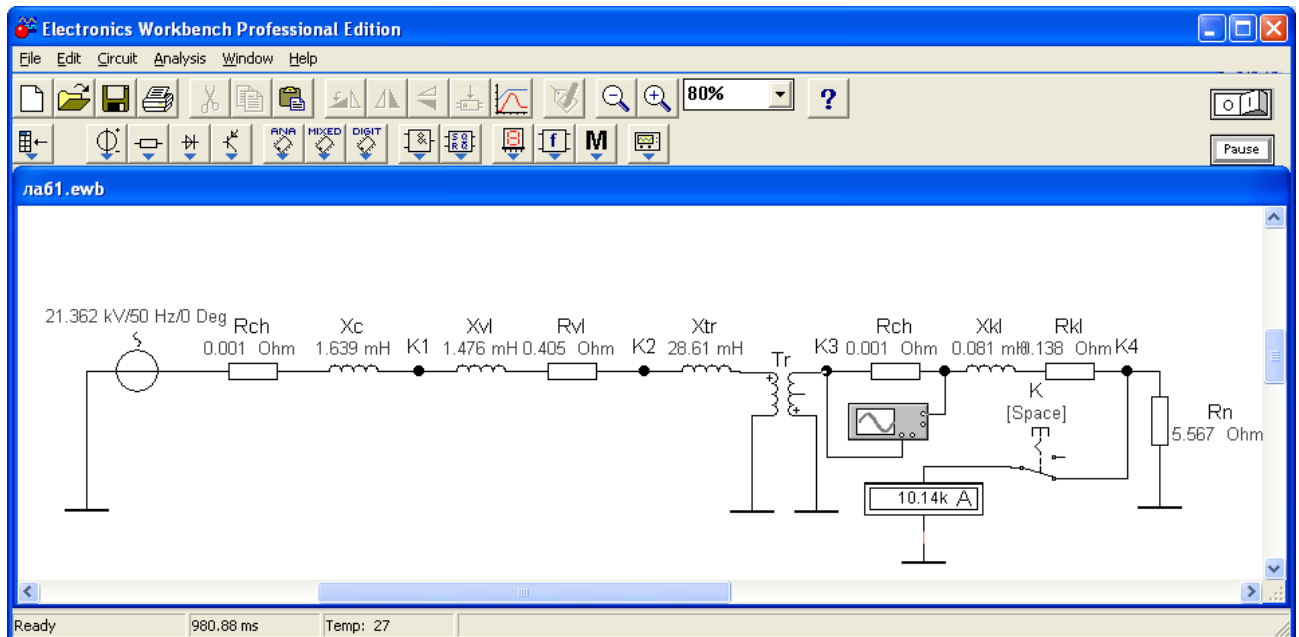 Electronics Workbench Professional Edition
File Edit Circuit Analysis Window Help
80%
?
O I
ANA MIXED DIGIT
M
Pause
лаб1.ewb
21.362 kV/50 Hz/0 Deg
Rch Xc Xvl Rvl Xtr Rch Xkl Rkl
0.001 Ohm 1.639 mH K1 1.476 mH 0.405 Ohm K2 28.61 mH Tr K3 0.001 Ohm 0.081 mH 0.138 Ohm K4
K
[Space]
Rn
5.567 Ohm
10.14k A
Ready 980.88 ms Temp: 27